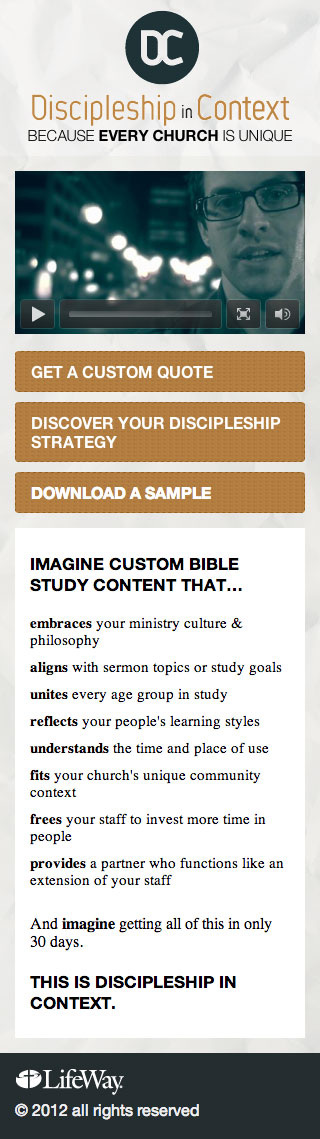 DC
Discipleship in Context
BECAUSE EVERY CHURCH IS UNIQUE
GET A CUSTOM QUOTE
DISCOVER YOUR DISCIPLESHIP
STRATEGY
DOWNLOAD A SAMPLE
IMAGINE CUSTOM BIBLE
STUDY CONTENT THAT...
embraces your ministry culture &
philosophy
aligns with sermon topics or study goals
unites every age group in study
reflects your people's learning styles
understands the time and place of use
fits your church's unique community
context
frees your staff to invest more time in
people
provides a partner who functions like an
extension of your staff
And imagine getting all of this in only
30 days.
THIS IS DISCIPLESHIP IN
CONTEXT.
LifeWay.
© 2012 all rights reserved